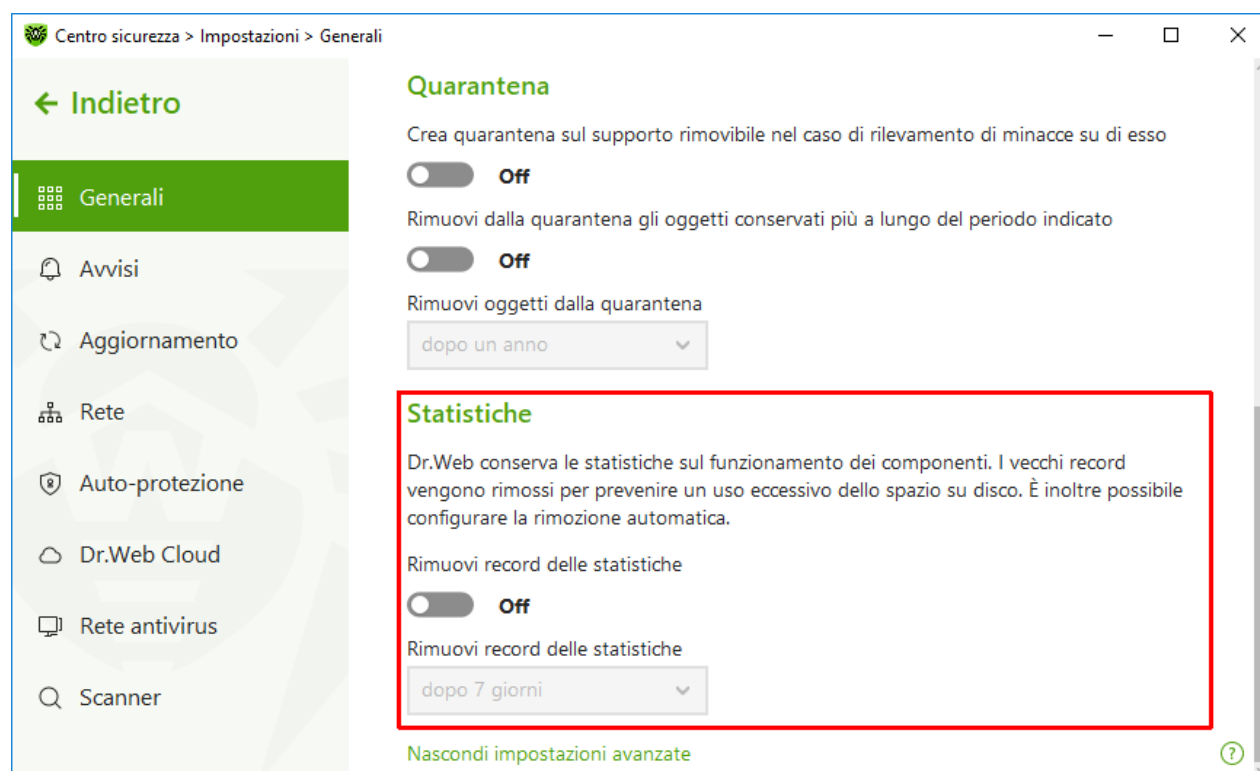 Centro sicurezza > Impostazioni > Generali
Indietro
Generali
Avvisi
Aggiornamento
Rete
Auto-protezione
Dr.Web Cloud
Rete antivirus
Scanner
Quarantena
Crea quarantena sul supporto rimovibile nel caso di rilevamento di minacce su di esso
Off
Rimuovi dalla quarantena gli oggetti conservati più a lungo del periodo indicato
Off
Rimuovi oggetti dalla quarantena
dopo un anno
Statistiche
Dr.Web conserva le statistiche sul funzionamento dei componenti. I vecchi record
vengono rimossi per prevenire un uso eccessivo dello spazio su disco. È inoltre possibile
configurare la rimozione automatica.
Rimuovi record delle statistiche
Off
Rimuovi record delle statistiche
dopo 7 giorni
Nascondi impostazioni avanzate
?